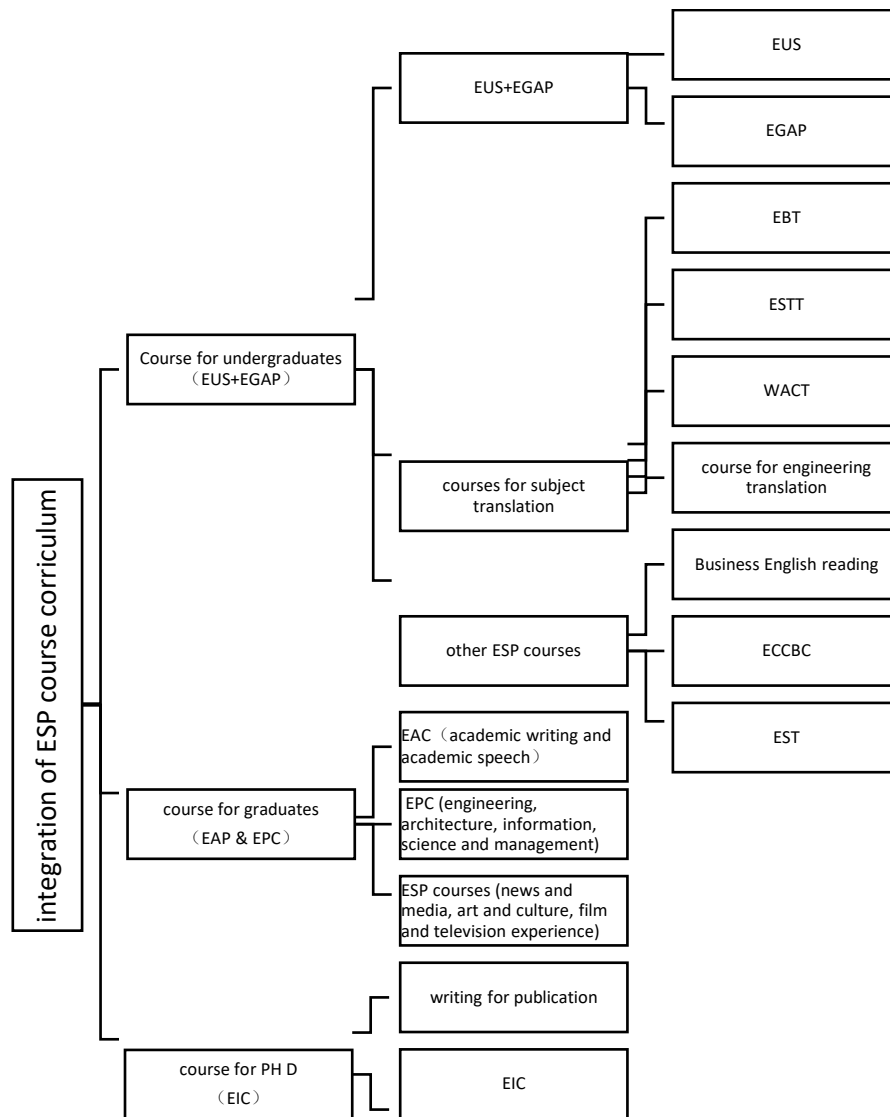 integration of ESP course corriculum
Course for undergraduates
（EUS+EGAP）
EUS+EGAP
EUS
EGAP
courses for subject
translation
EBT
ESTT
WACT
course for engineering
translation
other ESP courses
Business English reading
ECCBC
EST
course for graduates
（EAP & EPC）
EAC（academic writing and
academic speech）
EPC (engineering,
architecture, information,
science and management)
ESP courses (news and
media, art and culture, film
and television experience)
course for PH D
（EIC）
writing for publication
EIC